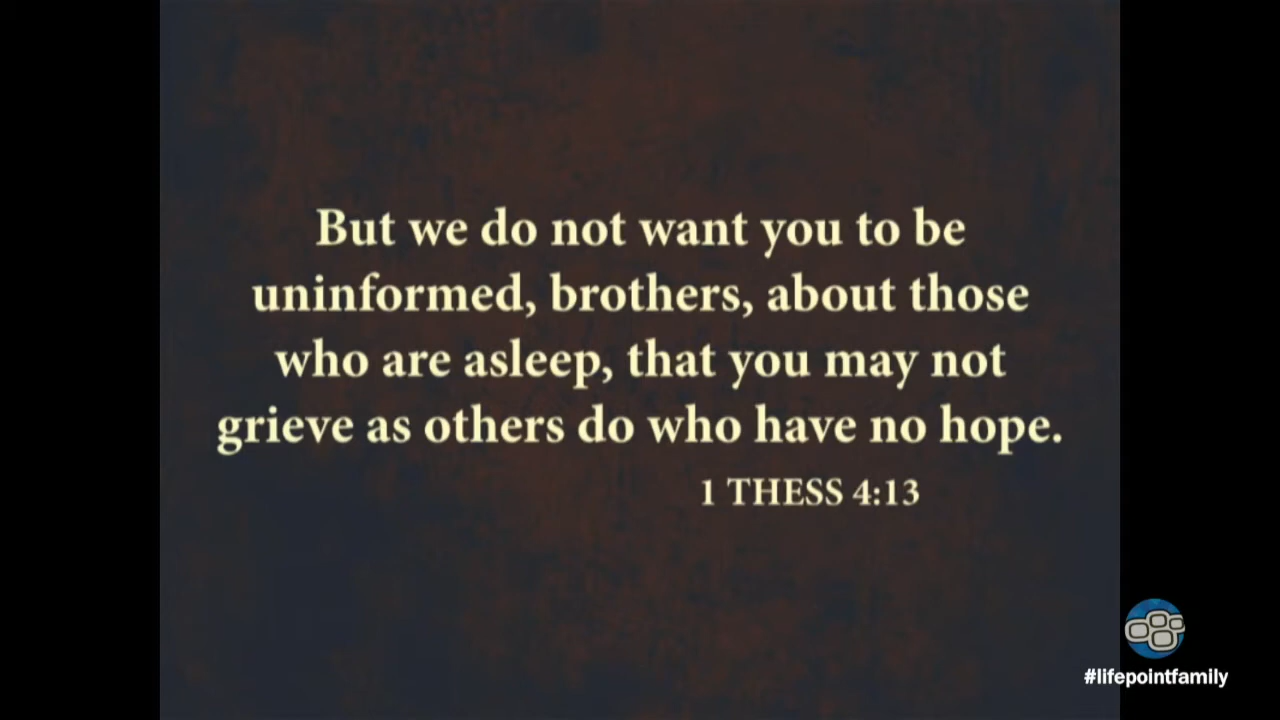 But we do not want you to be
uninformed, brothers, about those
who are asleep, that you may not
grieve as others do who have no hope.
1 THESS 4:13
#lifepointfamily